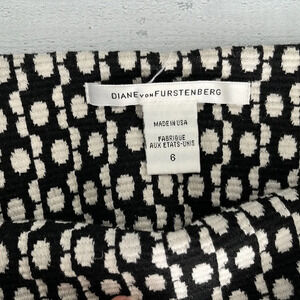 DIANE VON FURSTENBERG
MADE IN USA
FABRIQUE
AUX ETATS-UNIS
6